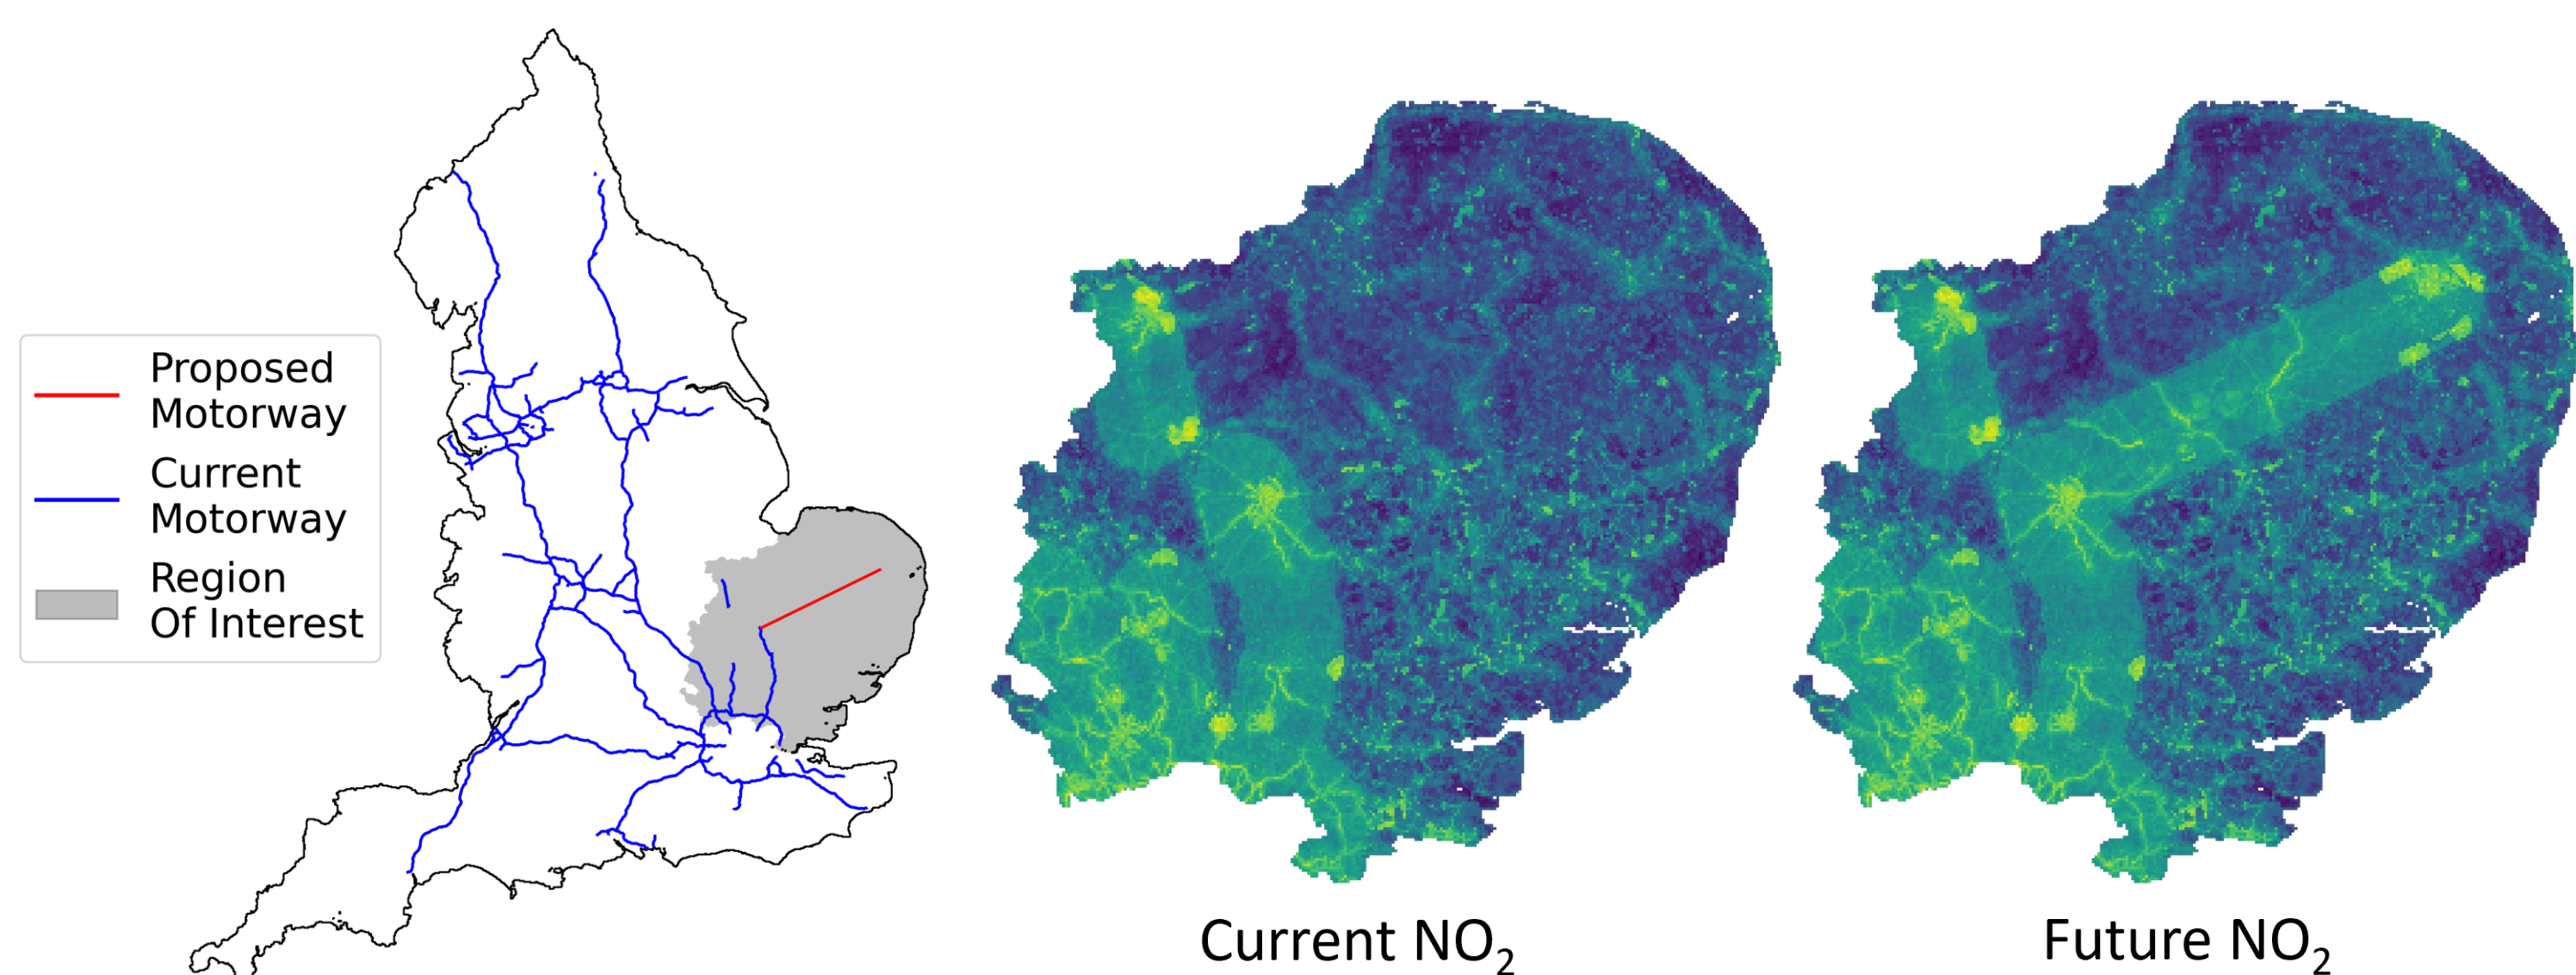 Proposed
Motorway
Current
Motorway
Region
Of Interest
Current NO₂
Future NO₂